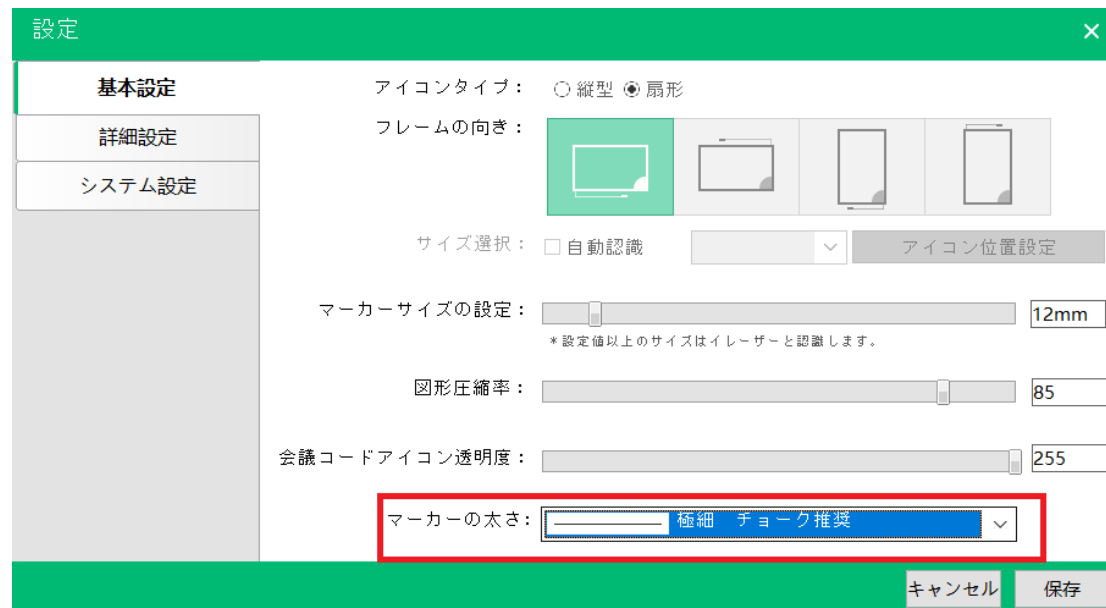 設定
基本設定
詳細設定
システム設定
アイコンタイプ： 縦型 扇形
フレームの向き：
サイズ選択： 自動認識 アイコン位置設定
マーカーサイズの設定： 12mm
*設定値以上のサイズはイレーザーと認識します。
図形圧縮率： 85
会議コードアイコン透明度： 255
マーカーの太さ： 極細　チョーク推奨
キャンセル 保存